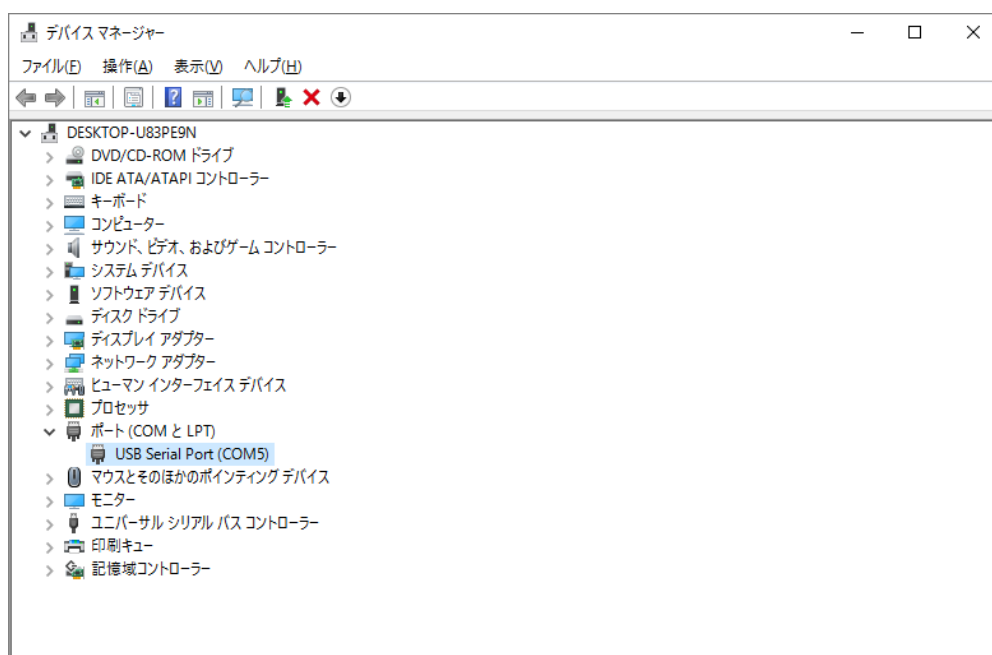 デバイス マネージャー
ファイル(F) 操作(A) 表示(V) ヘルプ(H)
DESKTOP-U83PE9N
DVD/CD-ROM ドライブ
IDE ATA/ATAPI コントローラー
キーボード
コンピューター
サウンド、ビデオ、およびゲーム コントローラー
システム デバイス
ソフトウェア デバイス
ディスク ドライブ
ディスプレイ アダプター
ネットワーク アダプター
ヒューマン インターフェイス デバイス
プロセッサ
ポート (COM と LPT)
USB Serial Port (COM5)
マウスとそのほかのポインティング デバイス
モニター
ユニバーサル シリアル バス コントローラー
印刷キュー
記憶域コントローラー